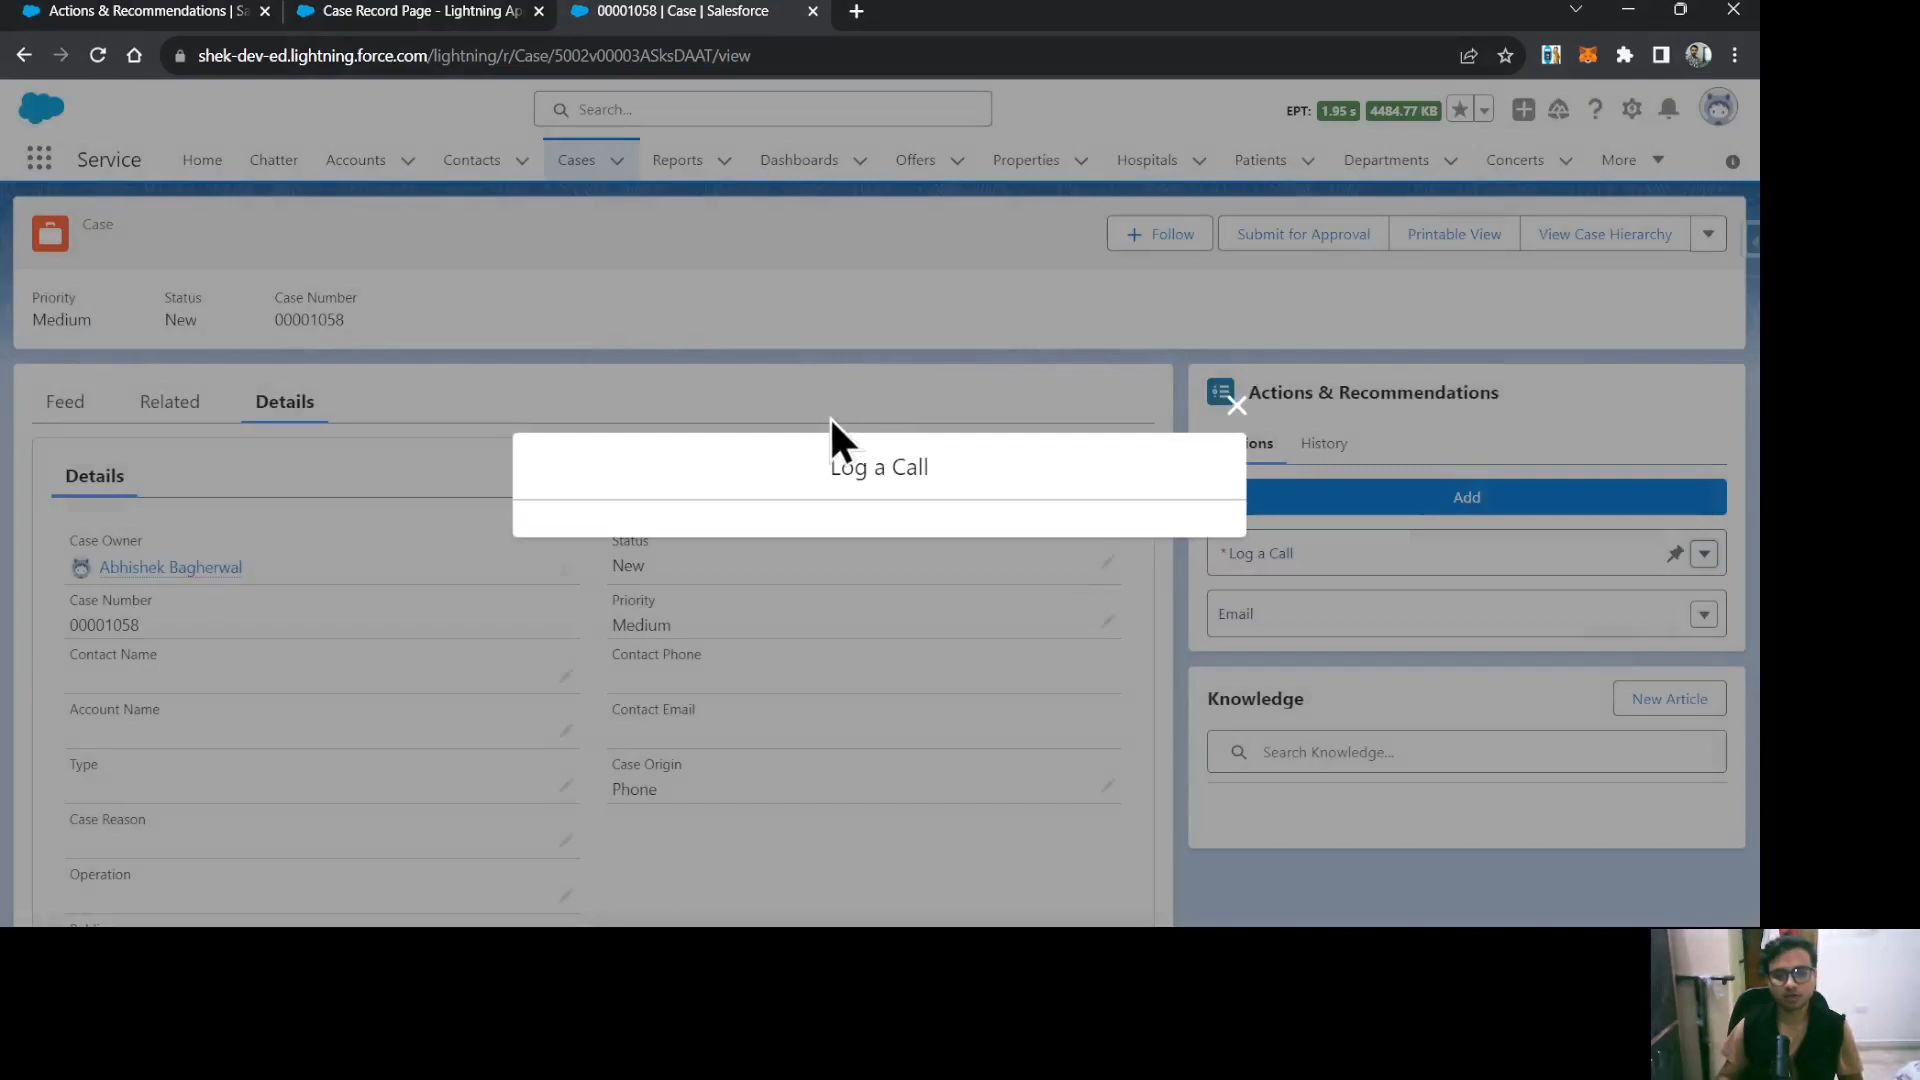 Actions & Recommendations | Sa
Case Record Page - Lightning Ap
00001058 | Case | Salesforce
shek-dev-ed.lightning.force.com/lightning/r/Case/5002v00003ASksDAAT/view
Search...
EPT: 1.95 s 4484.77 KB
Service Home Chatter Accounts Contacts Cases Reports Dashboards Offers Properties Hospitals Patients Departments Concerts More
Case
Follow Submit for Approval Printable View View Case Hierarchy
Priority Status Case Number
Medium New 00001058
Feed Related Details
Details
Log a Call
Case Owner
Abhishek Bagherwal
Status
New
Case Number
00001058
Priority
Medium
Contact Name
Contact Phone
Account Name
Contact Email
Type
Case Origin
Phone
Case Reason
Operation
Actions & Recommendations
ions History
Add
*Log a Call
Email
Knowledge
New Article
Search Knowledge...